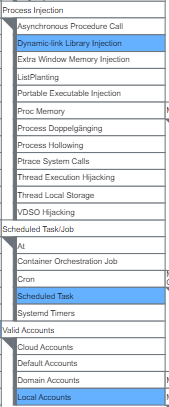 Process Injection
Asynchronous Procedure Call
Dynamic-link Library Injection
Extra Window Memory Injection
ListPlanting
Portable Executable Injection
Proc Memory
Process Doppelgänging
Process Hollowing
Ptrace System Calls
Thread Execution Hijacking
Thread Local Storage
VDSO Hijacking
Scheduled Task/Job
At
Container Orchestration Job
Cron
Scheduled Task
Systemd Timers
Valid Accounts
Cloud Accounts
Default Accounts
Domain Accounts
Local Accounts